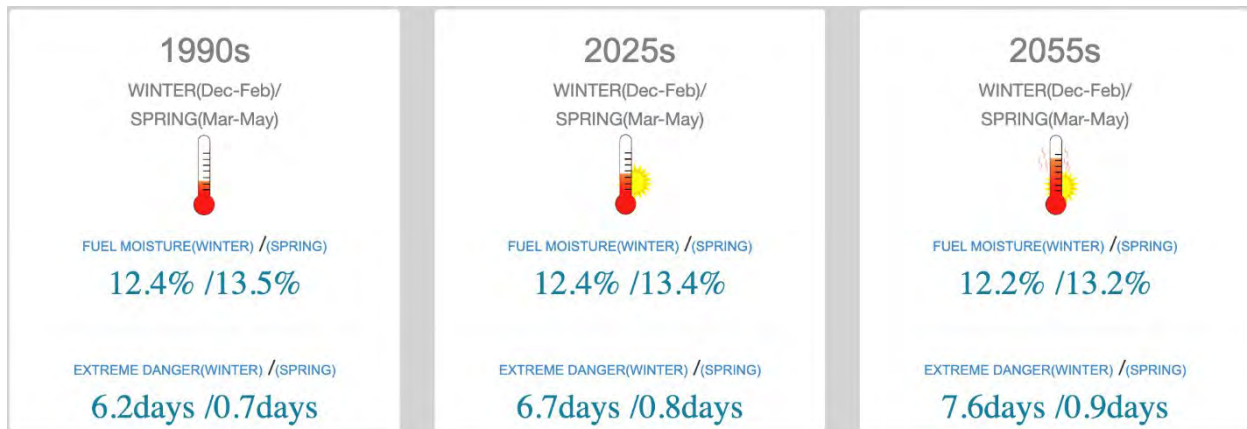 1990s
WINTER(Dec-Feb)/
SPRING(Mar-May)
FUEL MOISTURE(WINTER) /(SPRING)
12.4% /13.5%
EXTREME DANGER(WINTER) /(SPRING)
6.2days /0.7days
2025s
WINTER(Dec-Feb)/
SPRING(Mar-May)
FUEL MOISTURE(WINTER) /(SPRING)
12.4% /13.4%
EXTREME DANGER(WINTER) /(SPRING)
6.7days /0.8days
2055s
WINTER(Dec-Feb)/
SPRING(Mar-May)
FUEL MOISTURE(WINTER) /(SPRING)
12.2% /13.2%
EXTREME DANGER(WINTER) /(SPRING)
7.6days /0.9days